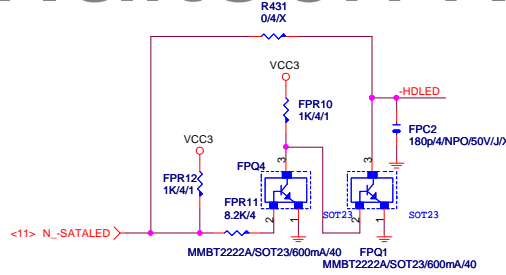 R431
0/4/X
VCC3
-HDLED
FPR10
1K/4/1
FPC2
180p/4/NPO/50V/J/X
VCC3
FPR12
1K/4/1
FPQ4
3
3
FPR11
8.2K/4
SOT23
SOT23
2
1
2
1
<11> N_-SATALED
MMBT2222A/SOT23/600mA/40
FPQ1
MMBT2222A/SOT23/600mA/40